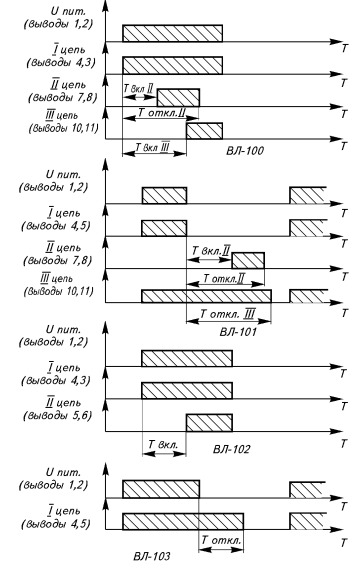 U пит.
(выводы 1,2)
T
I цепь
(выводы 4,3)
T
II цепь
(выводы 7,8)
T вкл II
T
III цепь
(выводы 10,11)
T откл.II
T вкл III
T
ВЛ-100
U пит.
(выводы 1,2)
T
I цепь
(выводы 4,5)
T
II цепь
(выводы 7,8)
T вкл.II
T
III цепь
(выводы 10,11)
T откл.II
T
T откл. III
ВЛ-101
U пит.
(выводы 1,2)
T
I цепь
(выводы 4,3)
T
II цепь
(выводы 5,6)
T
T вкл.
ВЛ-102
U пит.
(выводы 1,2)
T
I цепь
(выводы 4,5)
T
T откл.
ВЛ-103